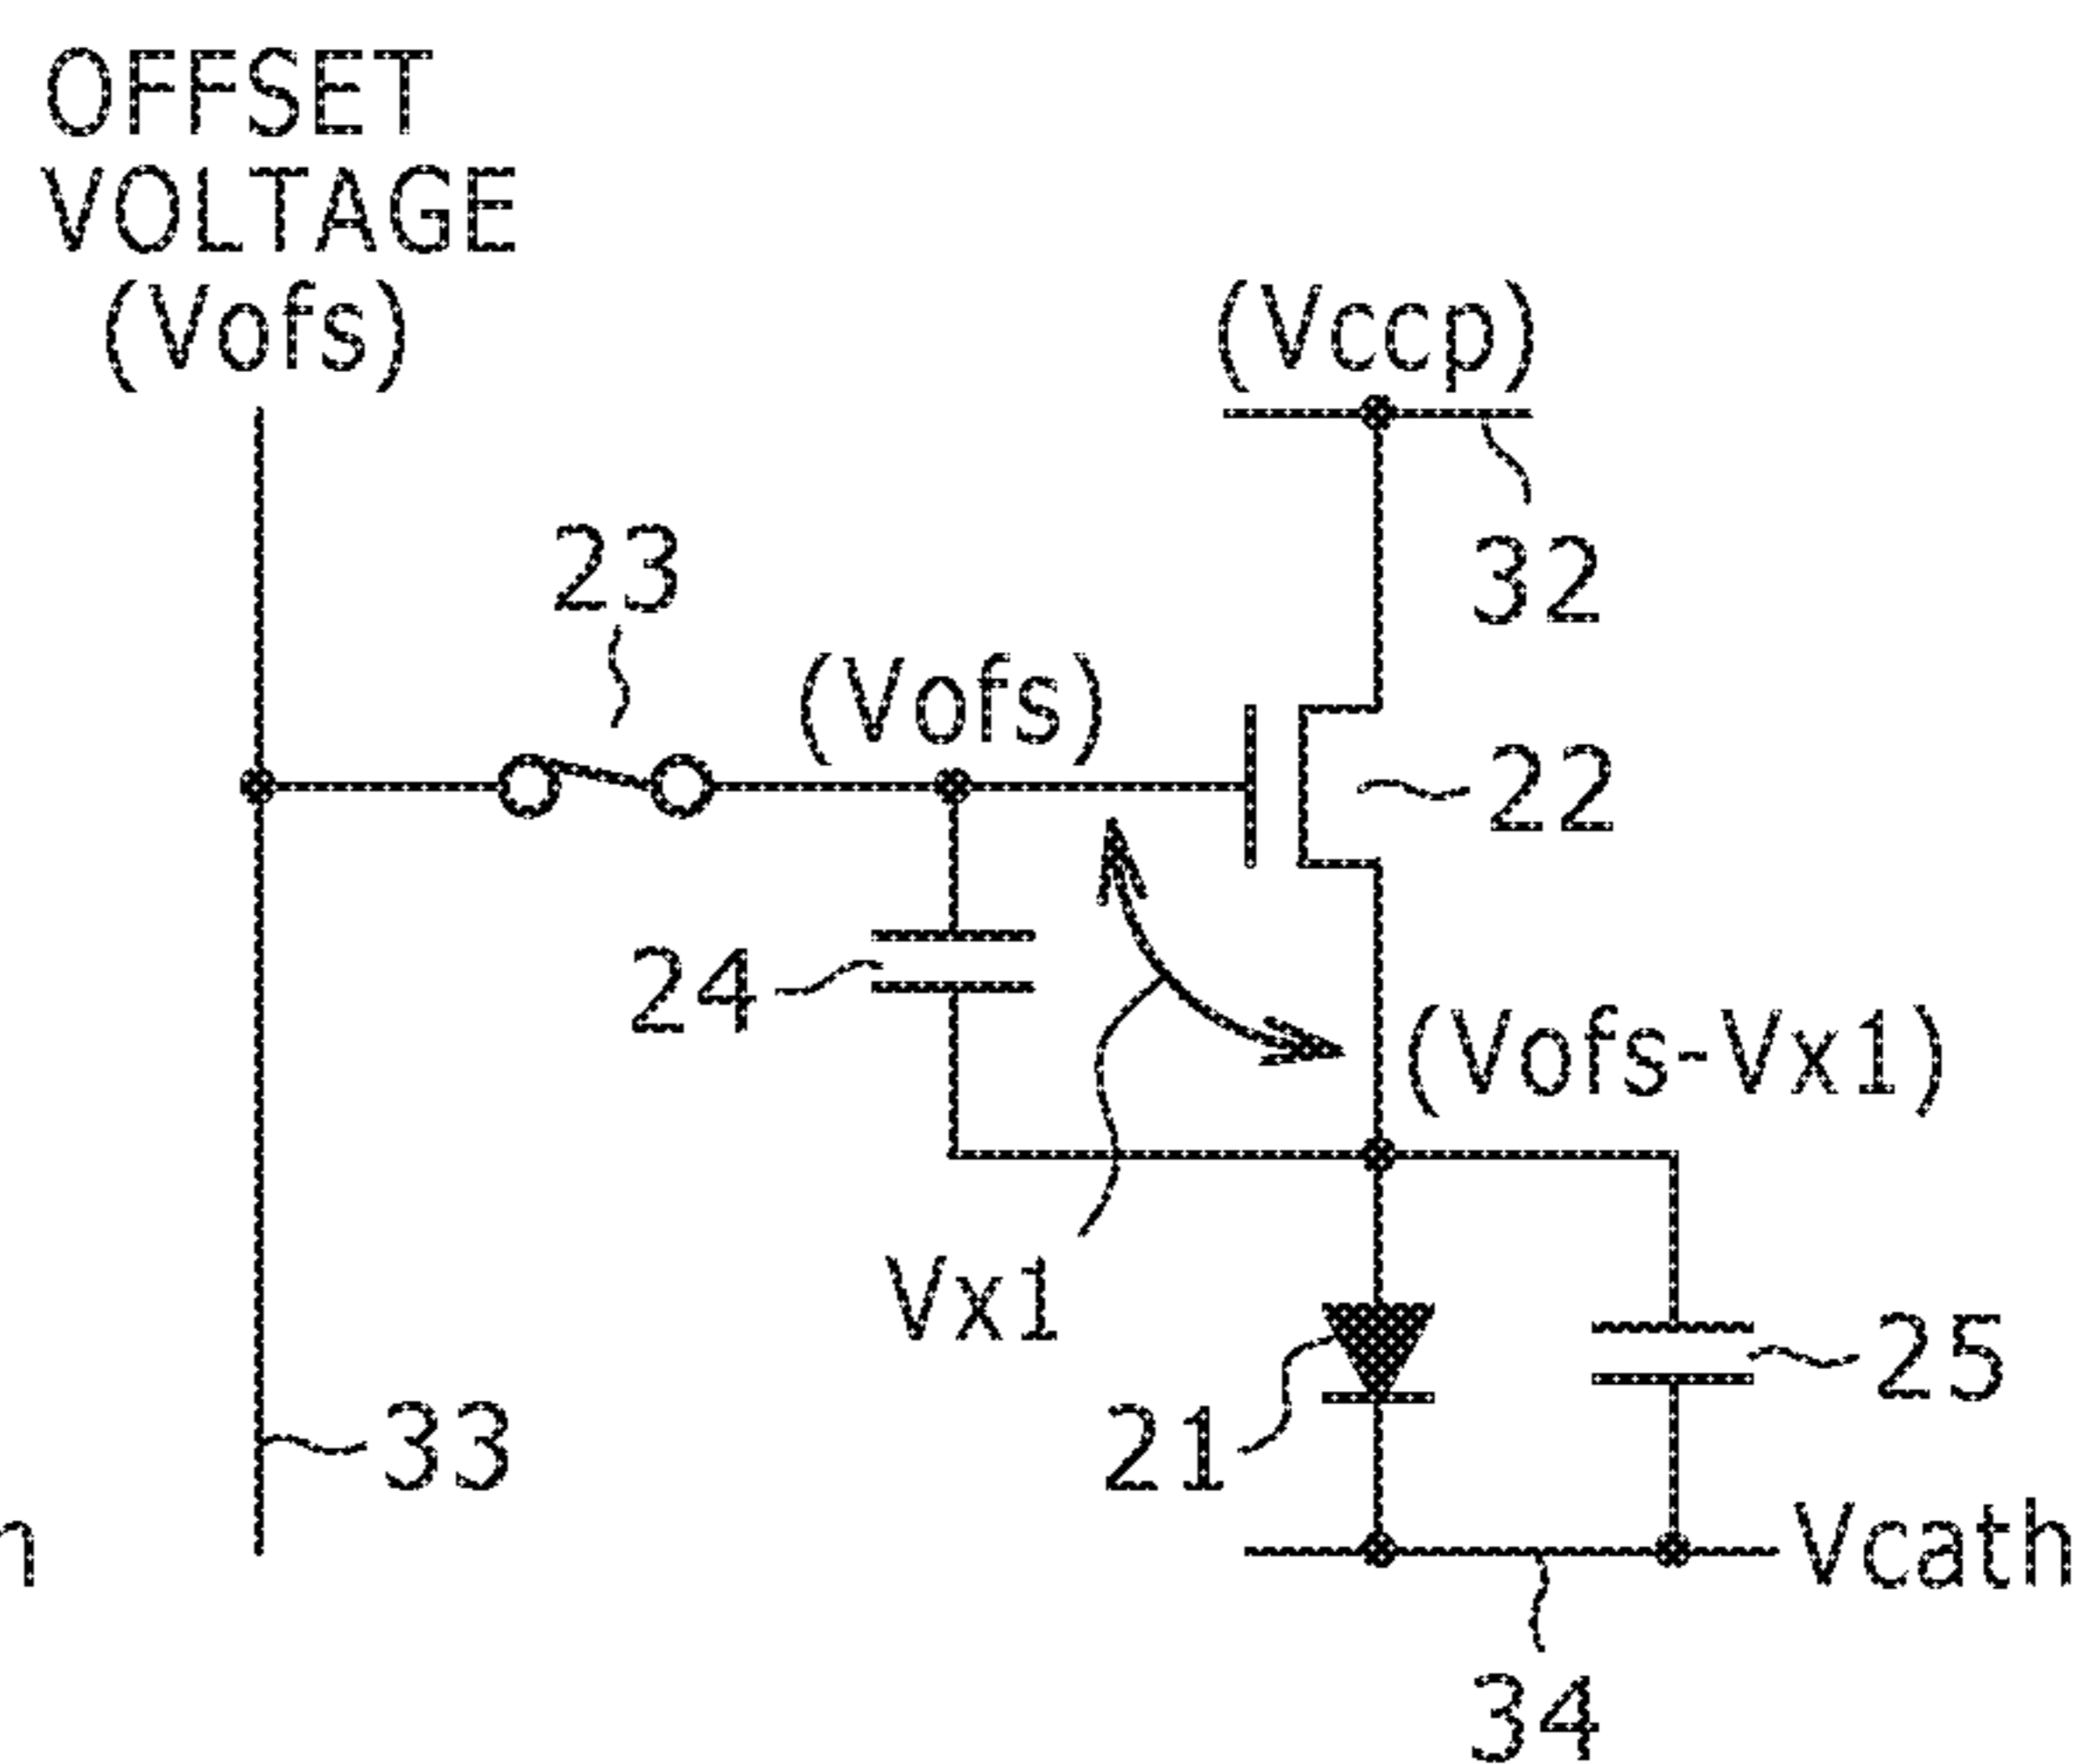 OFFSET
VOLTAGE
(Vofs)
(Vccp)
32
23
(Vofs)
22
24
(Vofs-Vx1)
Vx1
25
21
33
n
Vcath
34